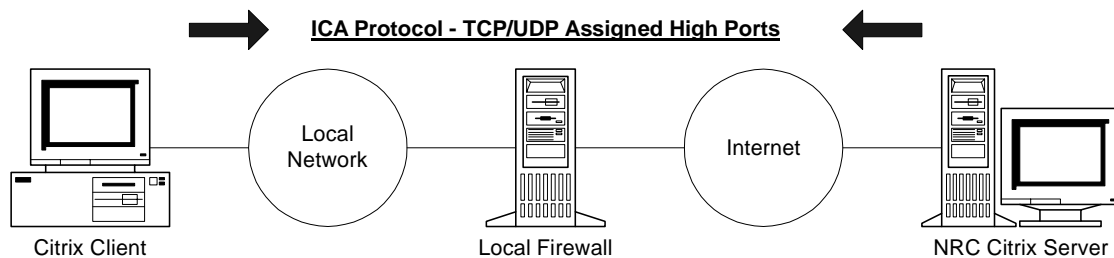 ICA Protocol - TCP/UDP Assigned High Ports
Local
Network
Internet
Citrix Client
Local Firewall
NRC Citrix Server